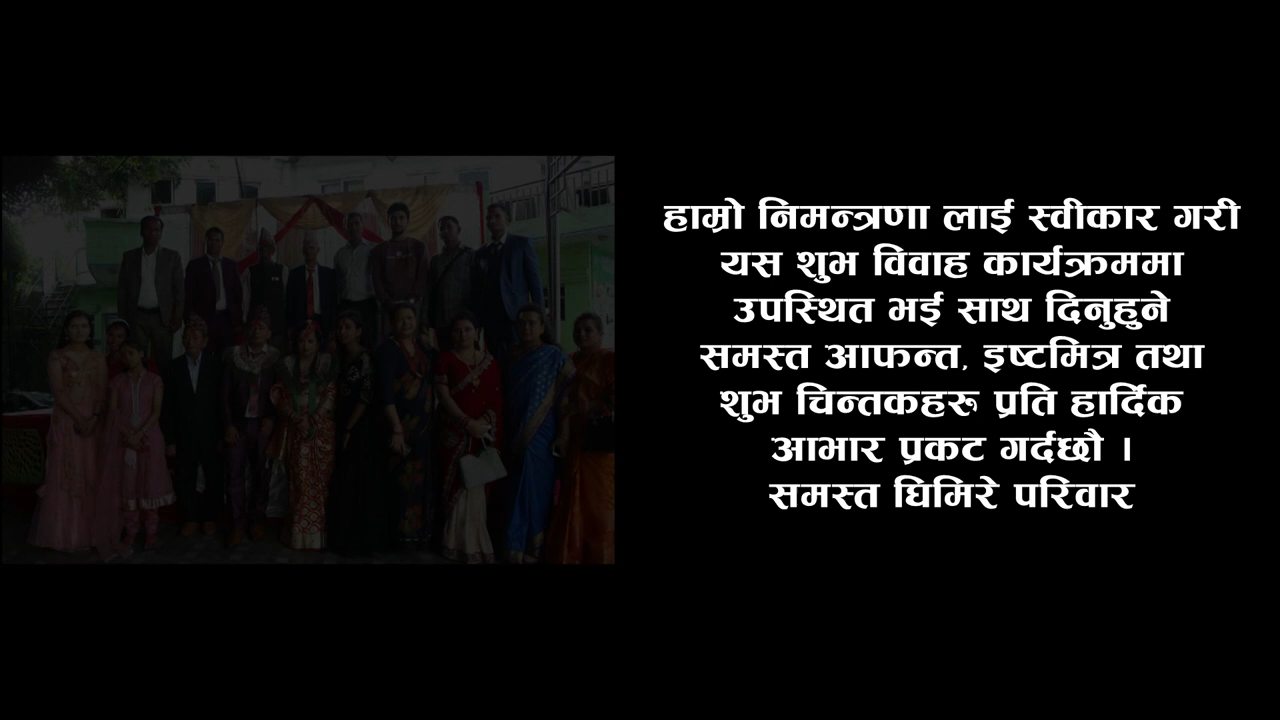 हाम्रो निमन्त्रणा लाई स्वीकार गरी
यस शुभ विवाह कार्यक्रममा
उपस्थित भई साथ दिनुहुने
समस्त आफन्त, इष्टमित्र तथा
शुभ चिन्तकहरू प्रति हार्दिक
आभार प्रकट गर्दछौ ।
समस्त घिमिरे परिवार